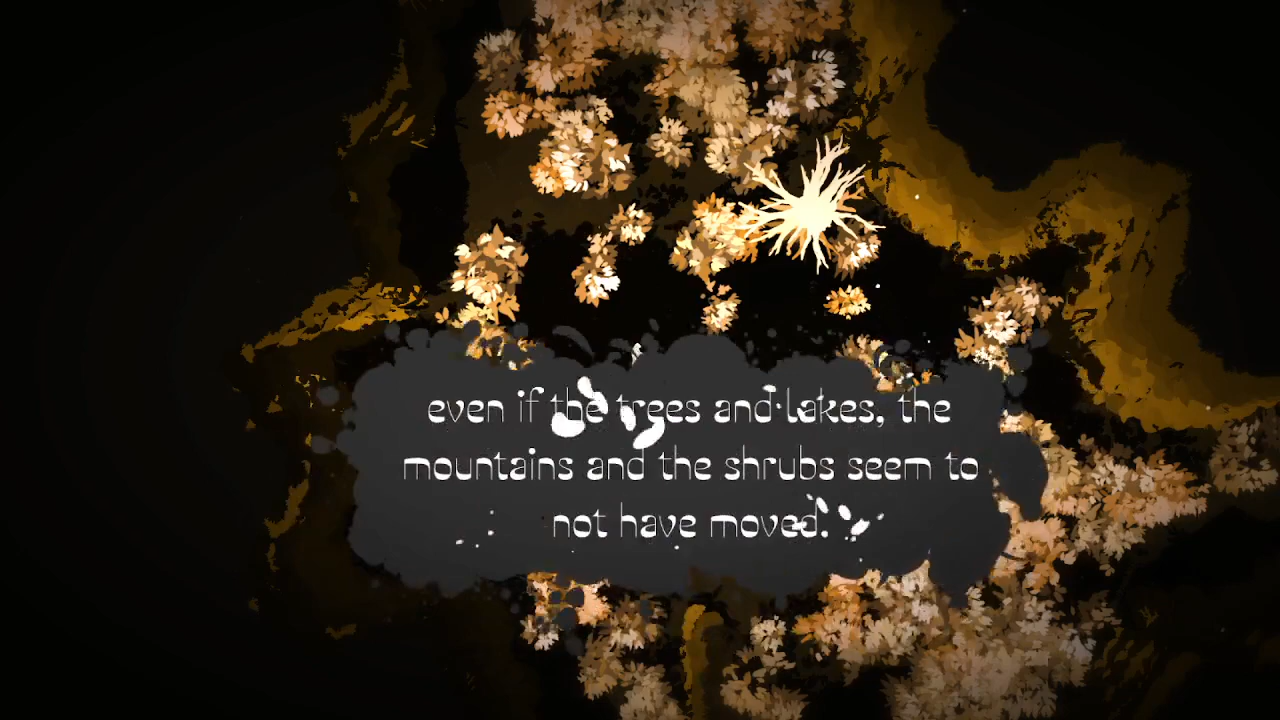 even if the trees and lakes, the
mountains and the shrubs seem to
not have moved.